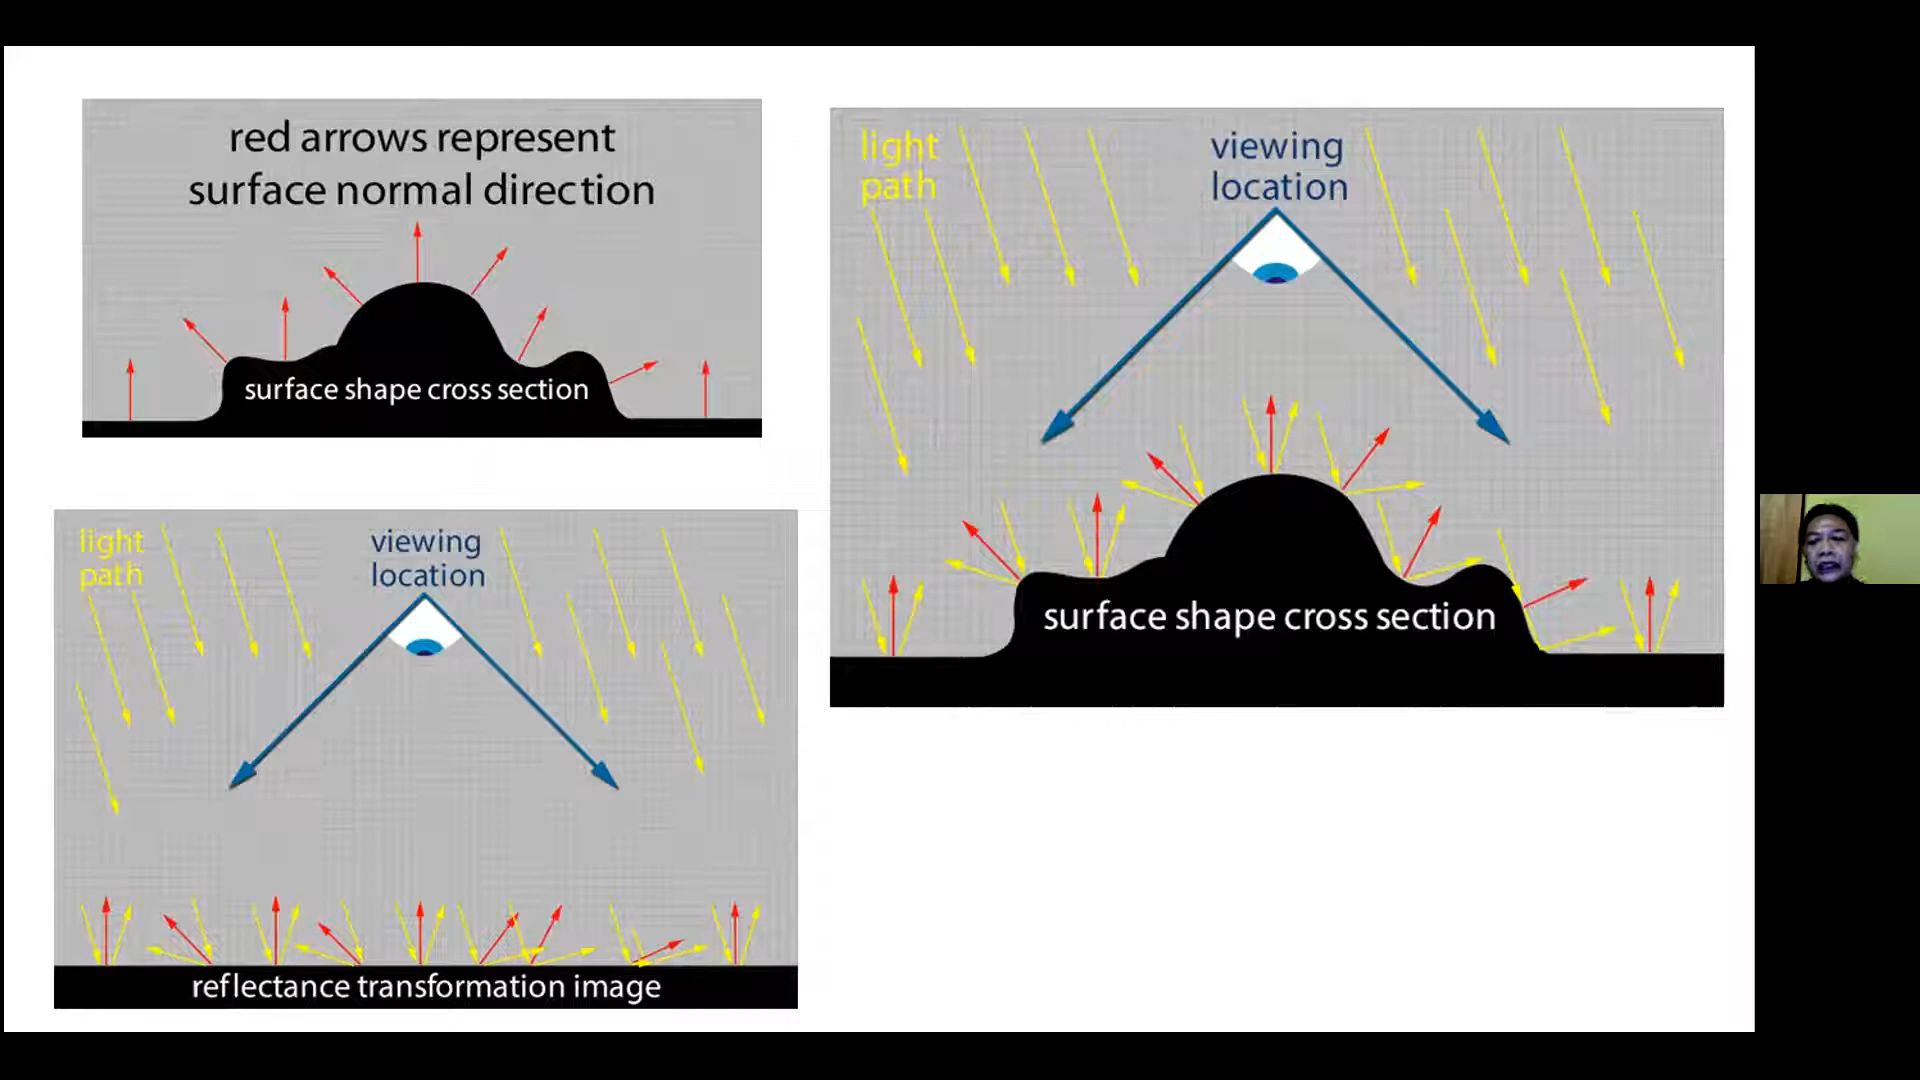 red arrows represent
surface normal direction
surface shape cross section
light
path
viewing
location
surface shape cross section
light
path
viewing
location
reflectance transformation image